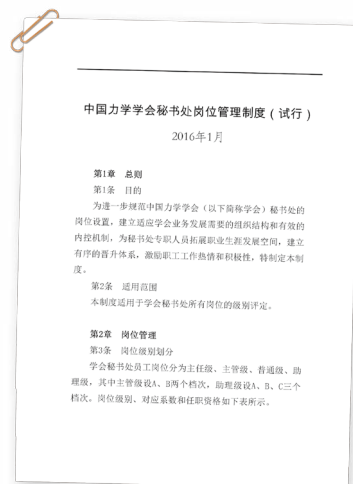 中国力学学会秘书处岗位管理制度（试行）
2016年1月
第1章 总则
第1条 目的
为进一步规范中国力学学会（以下简称学会）秘书处的
岗位设置，建立适应学会业务发展需要的组织结构和有效的
内控机制，为秘书处专职人员拓展职业生涯发展空间，建立
有序的晋升体系，激励职工工作热情和积极性，特制定本制
度。
第2条 适用范围
本制度适用于学会秘书处所有岗位的级别评定。
第2章 岗位管理
第3条 岗位级别划分
学会秘书处员工岗位分为主任级、主管级、普通级、助
理级，其中主管级设A、B两个档次，助理级设A、B、C三个
档次。岗位级别、对应系数和任职资格如下表所示。